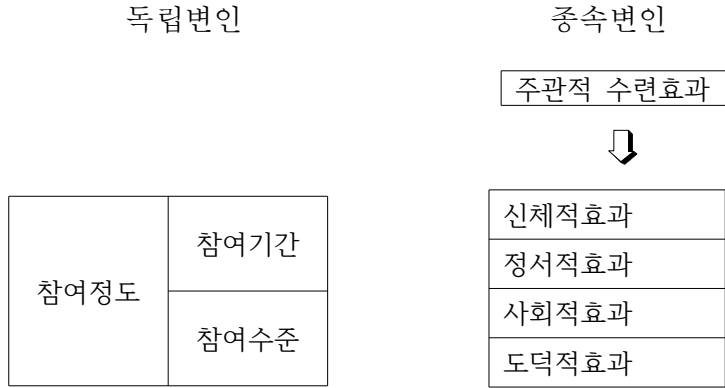 독립변인
종속변인
주관적 수련효과
참여정도
참여기간
참여수준
신체적효과
정서적효과
사회적효과
도덕적효과